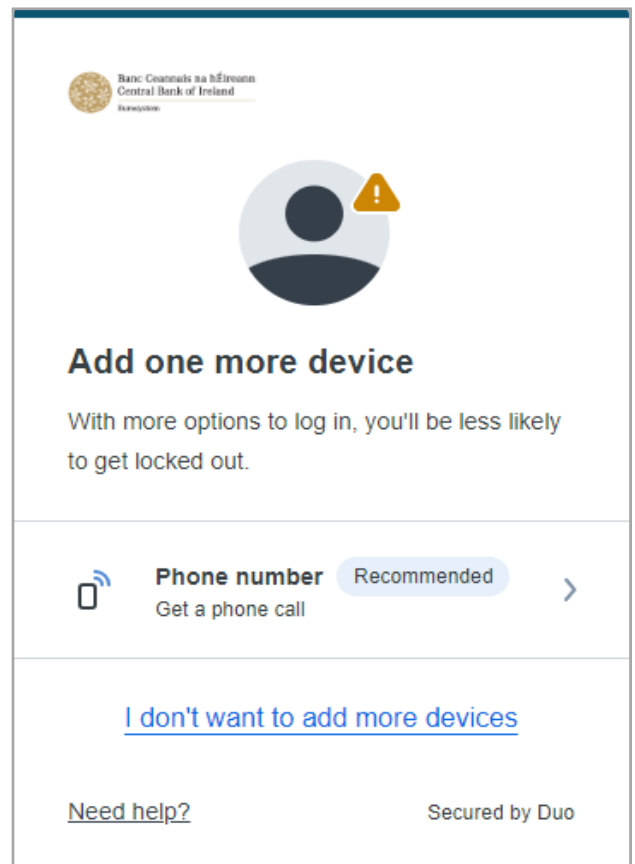 Banc Ceannais na hÉireann
Central Bank of Ireland
Eurosystem
Add one more device
With more options to log in, you'll be less likely
to get locked out.
Phone number Recommended
Get a phone call
I don't want to add more devices
Need help? Secured by Duo